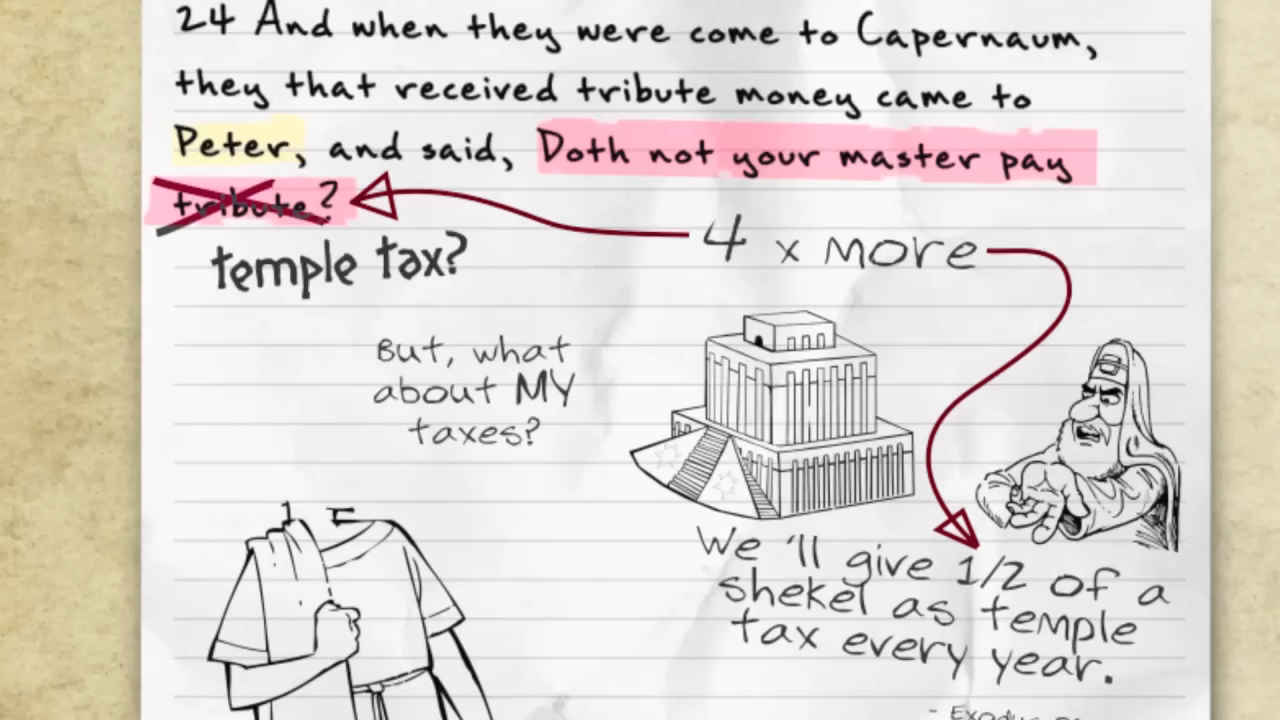 24 And when they were come to Capernaum,
they that received tribute money came to
Peter, and said, Doth not your master pay
tribute?
temple tax?
4 x more
But, what
about MY
taxes?
We 'll give 1/2 of a
shekel as temple
tax every year.
- Exodus